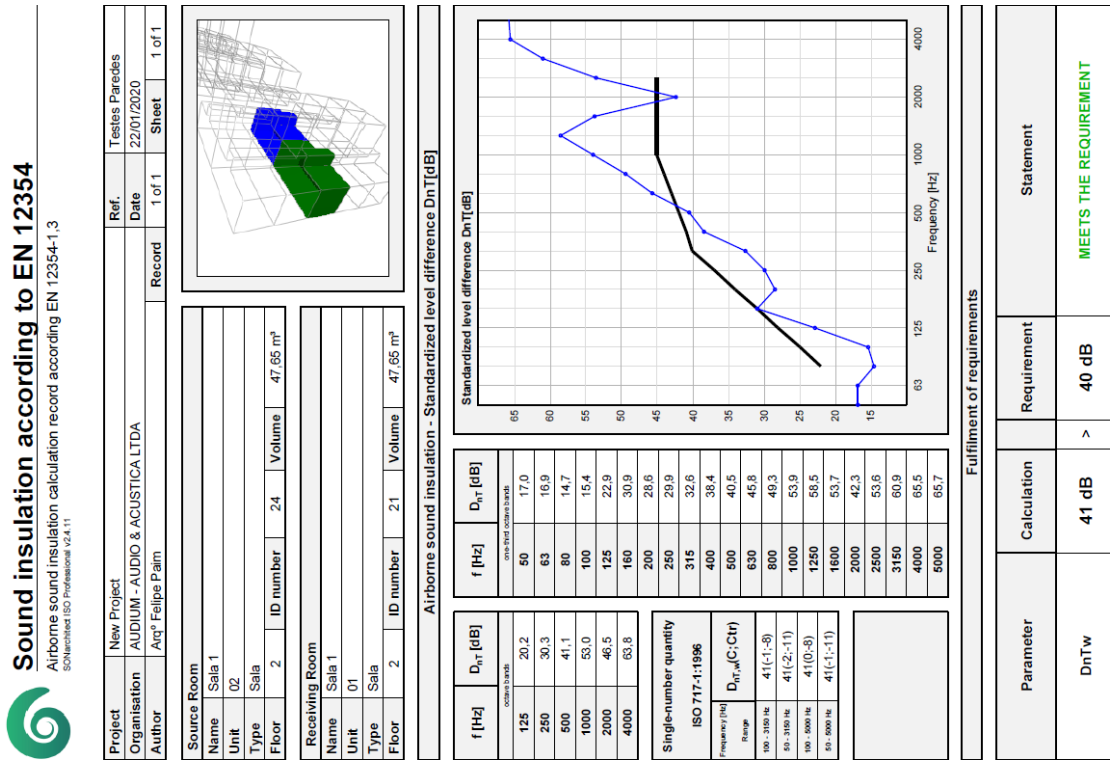 Sound insulation according to EN 12354
Airborne sound insulation calculation record according EN 12354-1,3
SONarchitect ISO Professional v2.4.11
Project New Project Ref. Testes Paredes
Organisation AUDIUM - AUDIO & ACUSTICA LTDA Date 22/01/2020
Author Arqº Felipe Paim Record 1 of 1 Sheet 1 of 1
Source Room
Name Sala 1
Unit 02
Type Sala
Floor 2 ID number 24 Volume 47,65 m³
Receiving Room
Name Sala 1
Unit 01
Type Sala
Floor 2 ID number 21 Volume 47,65 m³
Airborne sound insulation - Standardized level difference DnT[dB]
f [Hz] DnT [dB]
octave bands
125 20,2
250 30,3
500 41,1
1000 53,0
2000 46,5
4000 63,8
Single-number quantity
ISO 717-1:1996
Frequency [Hz] Range DnT,w(C;Ctr)
100 - 3150 Hz 41(-1;-8)
50 - 3150 Hz 41(-2;-11)
100 - 5000 Hz 41(0;-8)
50 - 5000 Hz 41(-1;-11)
f [Hz] DnT [dB]
one-third octave bands
50 17,0
63 16,9
80 14,7
100 15,4
125 22,9
160 30,9
200 28,6
250 29,9
315 32,6
400 38,4
500 40,5
630 45,8
800 49,3
1000 53,9
1250 58,5
1600 53,7
2000 42,3
2500 53,6
3150 60,9
4000 65,5
5000 65,7
Standardized level difference DnT[dB]
65
60
55
50
45
40
35
30
25
20
15
63 125 250 500 1000 2000 4000
Frequency [Hz]
Fulfilment of requirements
Parameter Calculation Requirement Statement
DnTw 41 dB > 40 dB MEETS THE REQUIREMENT